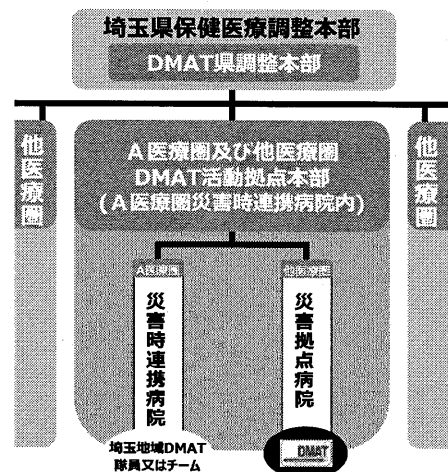 埼玉県保健医療調整本部
DMAT県調整本部
他医療圏
A医療圏及び他医療圏
DMAT活動拠点本部
(A医療圏災害時連携病院内)
他医療圏
A医療圏
災害時連携病院
他医療圏
災害拠点病院
埼玉地域DMAT
隊員又はチーム
DMAT